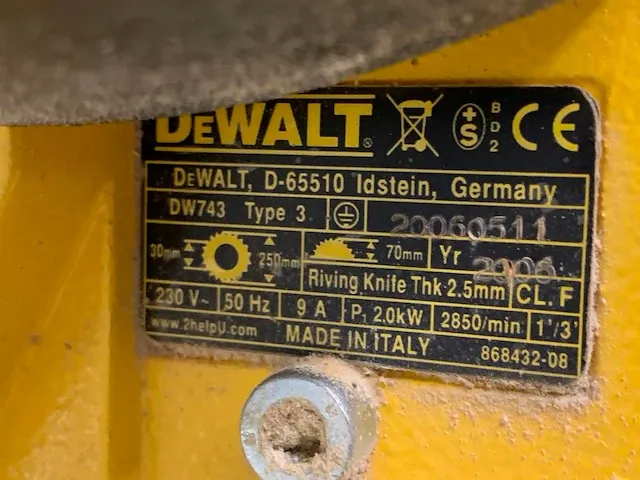 DEWALT®
+S
BD2
CE
DEWALT, D-65510 Idstein, Germany
DW743 Type 3
20060511
30mm
250mm
70mm
Yr 2006
Riving Knife Thk 2.5mm
CL. F
230 V~ 50 Hz 9 A P₁ 2.0kW 2850/min 1'/3'
www.2helpU.com MADE IN ITALY 868432-08